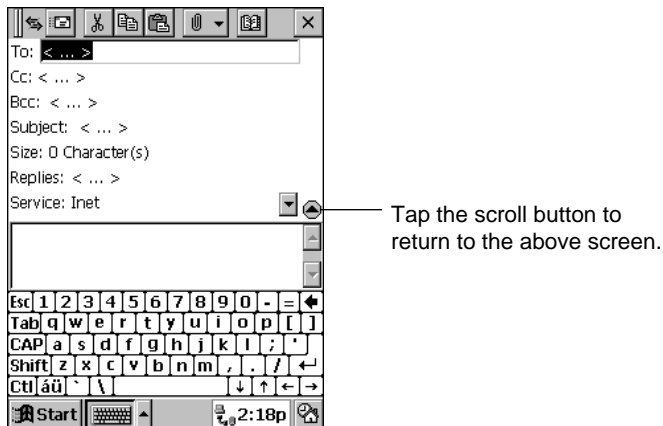 To: < ... >
Cc: < ... >
Bcc: < ... >
Subject: < ... >
Size: 0 Character(s)
Replies: < ... >
Service: Inet
Tap the scroll button to
return to the above screen.
Esc 1 2 3 4 5 6 7 8 9 0 - =
Tab q w e r t y u i o p [ ]
CAP a s d f g h j k l ; '
Shift z x c v b n m , . /
Ctl áü ` \
Start 2:18p